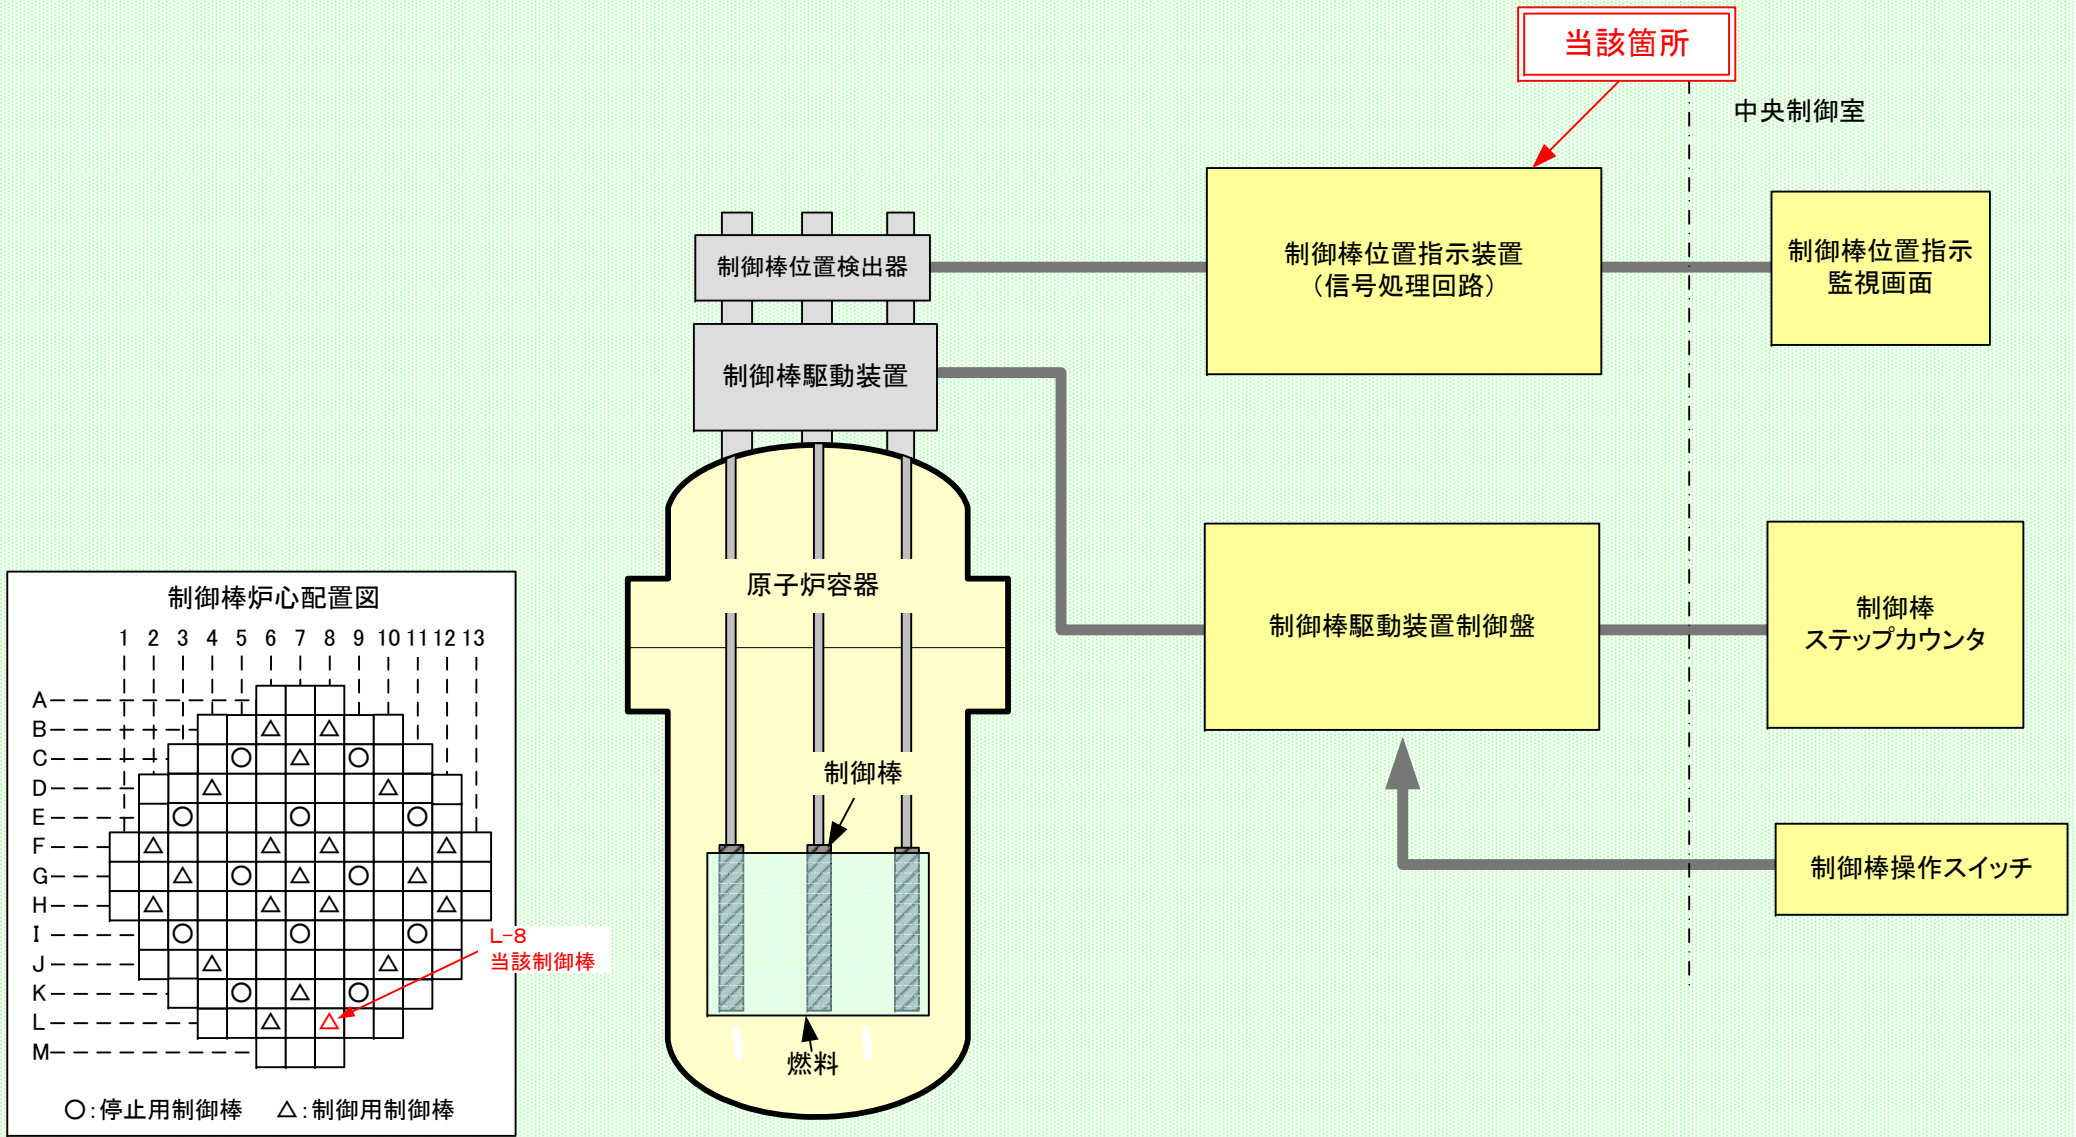 当該箇所
中央制御室
制御棒位置検出器
制御棒位置指示装置
（信号処理回路）
制御棒位置指示
監視画面
制御棒駆動装置
原子炉容器
制御棒駆動装置制御盤
制御棒
ステップカウンタ
制御棒
制御棒操作スイッチ
燃料
制御棒炉心配置図
1 2 3 4 5 6 7 8 9 10 11 12 13
A
B
C
D
E
F
G
H
I
J
K
L
M
L-8
当該制御棒
○:停止用制御棒 △:制御用制御棒